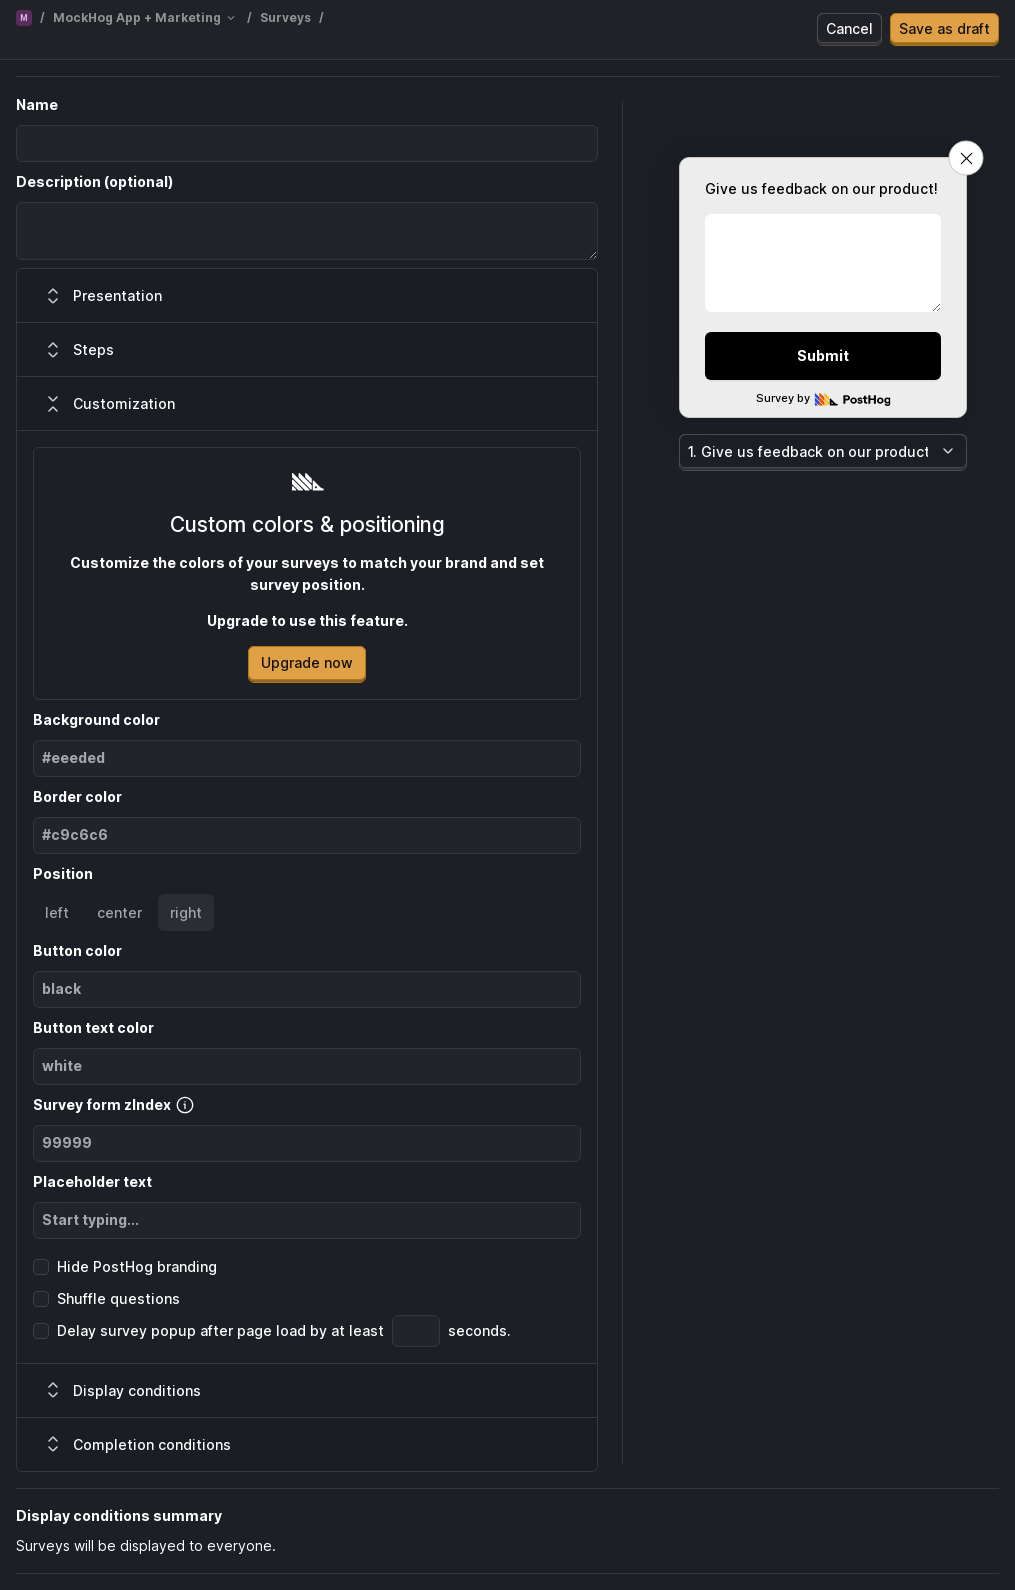 M / MockHog App + Marketing / Surveys /
Cancel
Save as draft
Name
Description (optional)
Presentation
Steps
Customization
Custom colors & positioning
Customize the colors of your surveys to match your brand and set
survey position.
Upgrade to use this feature.
Upgrade now
Background color
#eeeded
Border color
#c9c6c6
Position
left center right
Button color
black
Button text color
white
Survey form zIndex
99999
Placeholder text
Start typing...
Hide PostHog branding
Shuffle questions
Delay survey popup after page load by at least seconds.
Display conditions
Completion conditions
Give us feedback on our product!
Submit
Survey by PostHog
1. Give us feedback on our product
Display conditions summary
Surveys will be displayed to everyone.